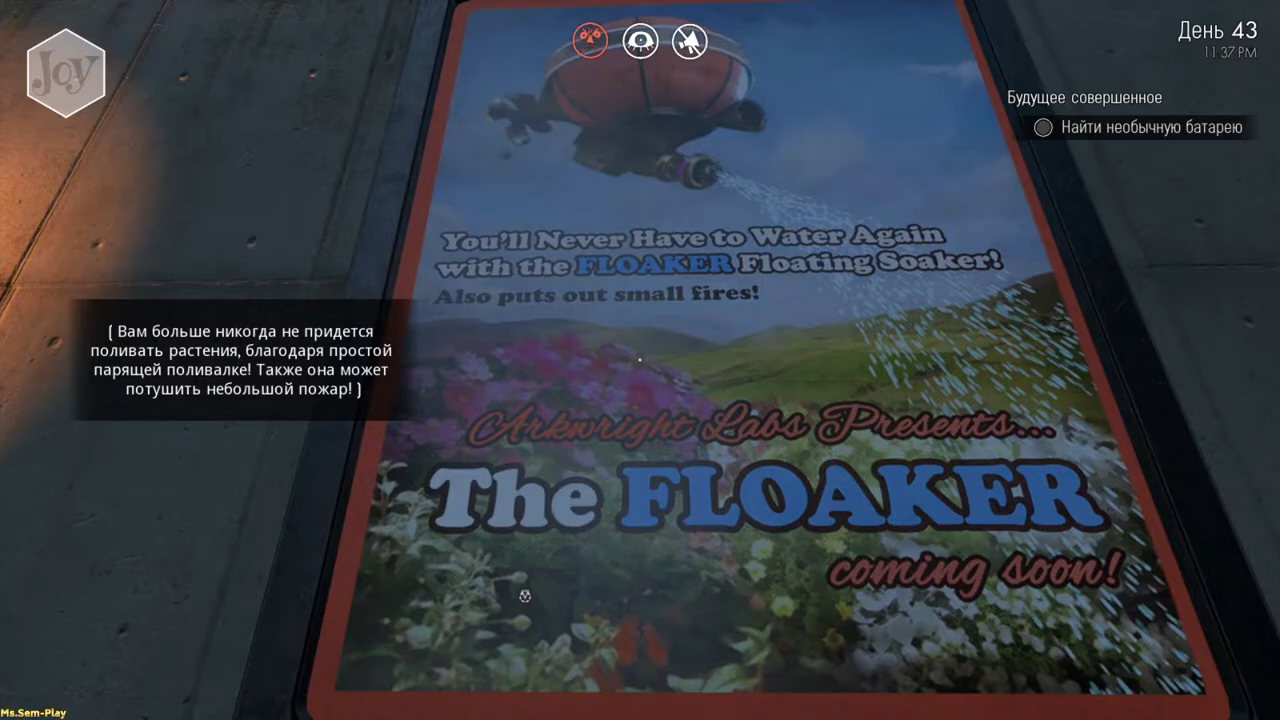 Joy
День 43
11:37 PM
Будущее совершенное
Найти необычную батарею
You'll Never Have to Water Again
with the FLOAKER Floating Soaker!
Also puts out small fires!
( Вам больше никогда не придется
поливать растения, благодаря простой
парящей поливалке! Также она может
потушить небольшой пожар! )
Arkwright Labs Presents...
The FLOAKER
coming soon!
Ms.Sem-Play